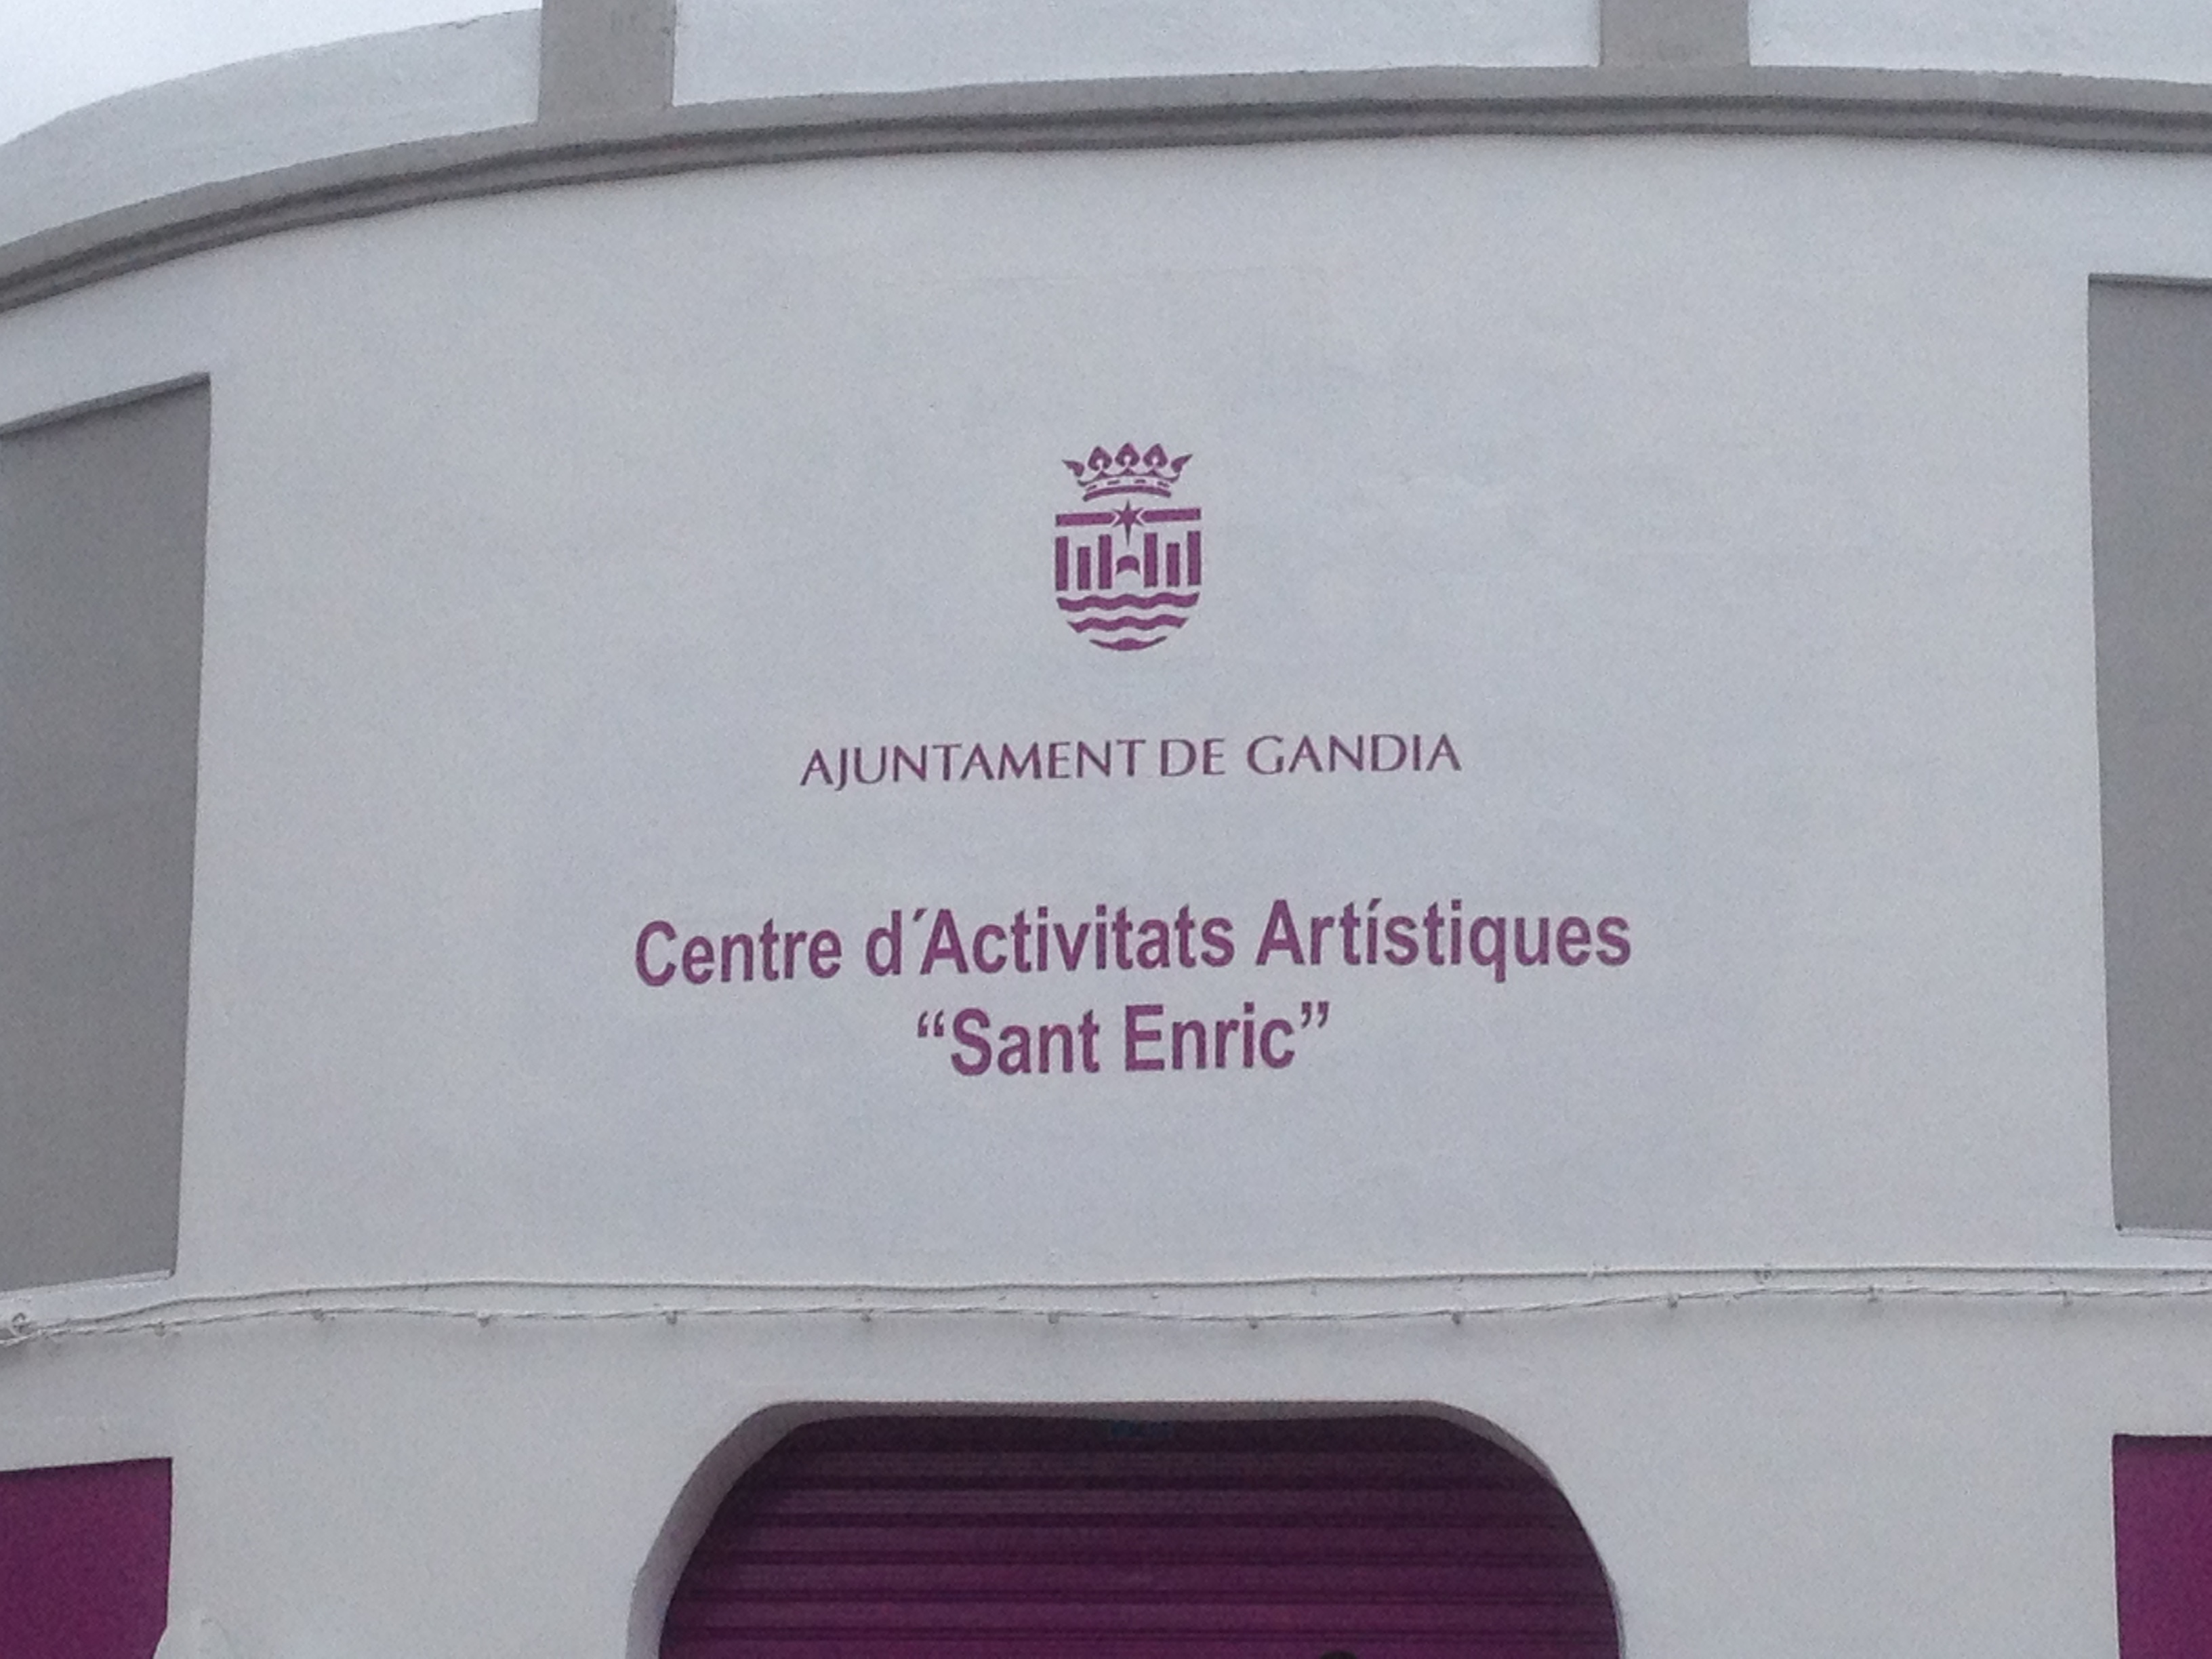 AJUNTAMENT DE GANDIA
Centre d´Activitats Artístiques
“Sant Enric”